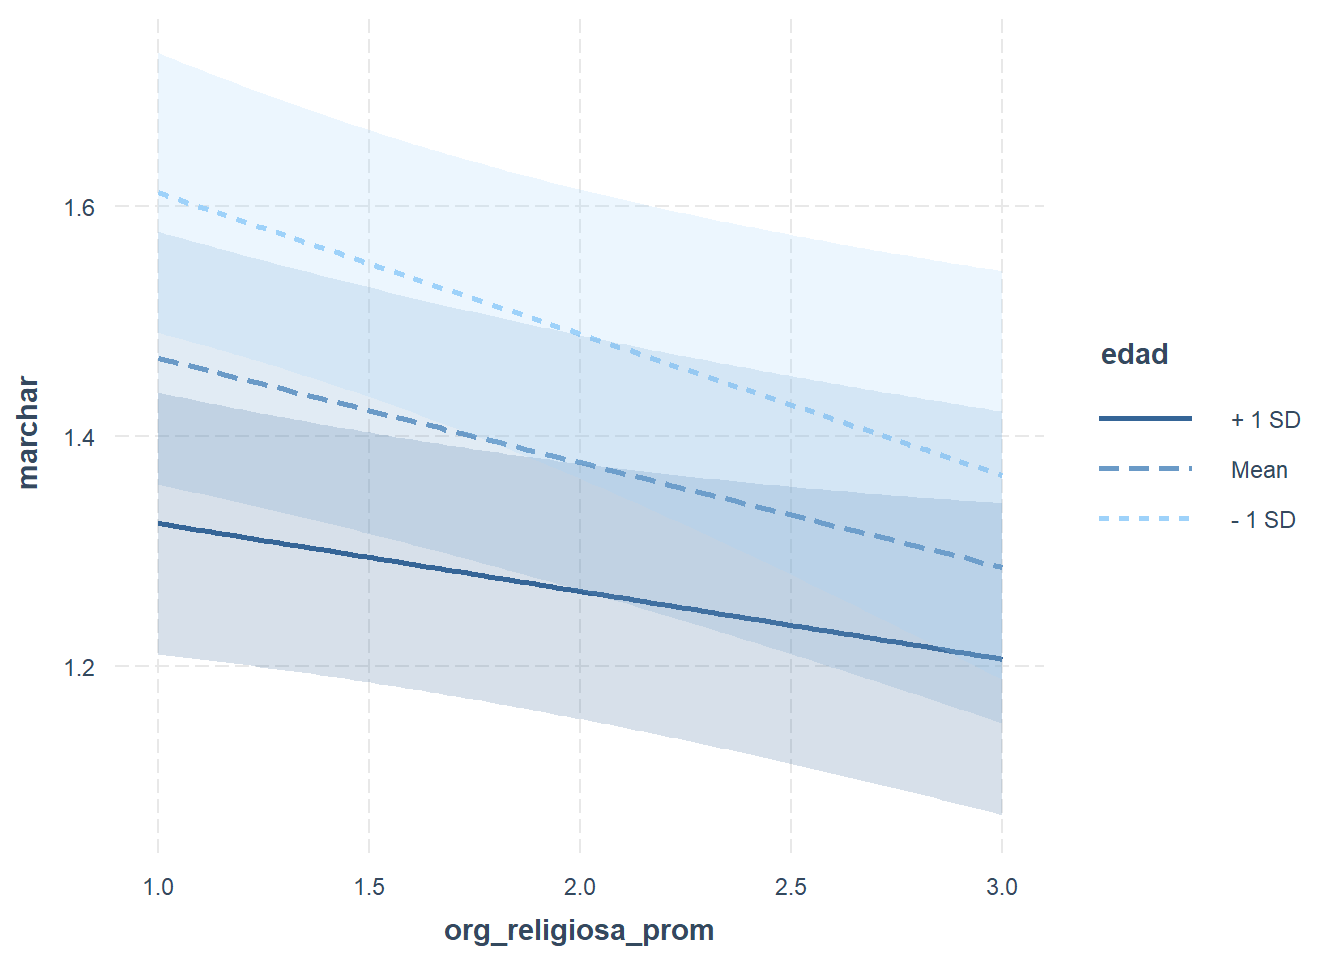 marchar
1.6
1.4
1.2
1.0 1.5 2.0 2.5 3.0
org_religiosa_prom
edad
+ 1 SD
Mean
- 1 SD